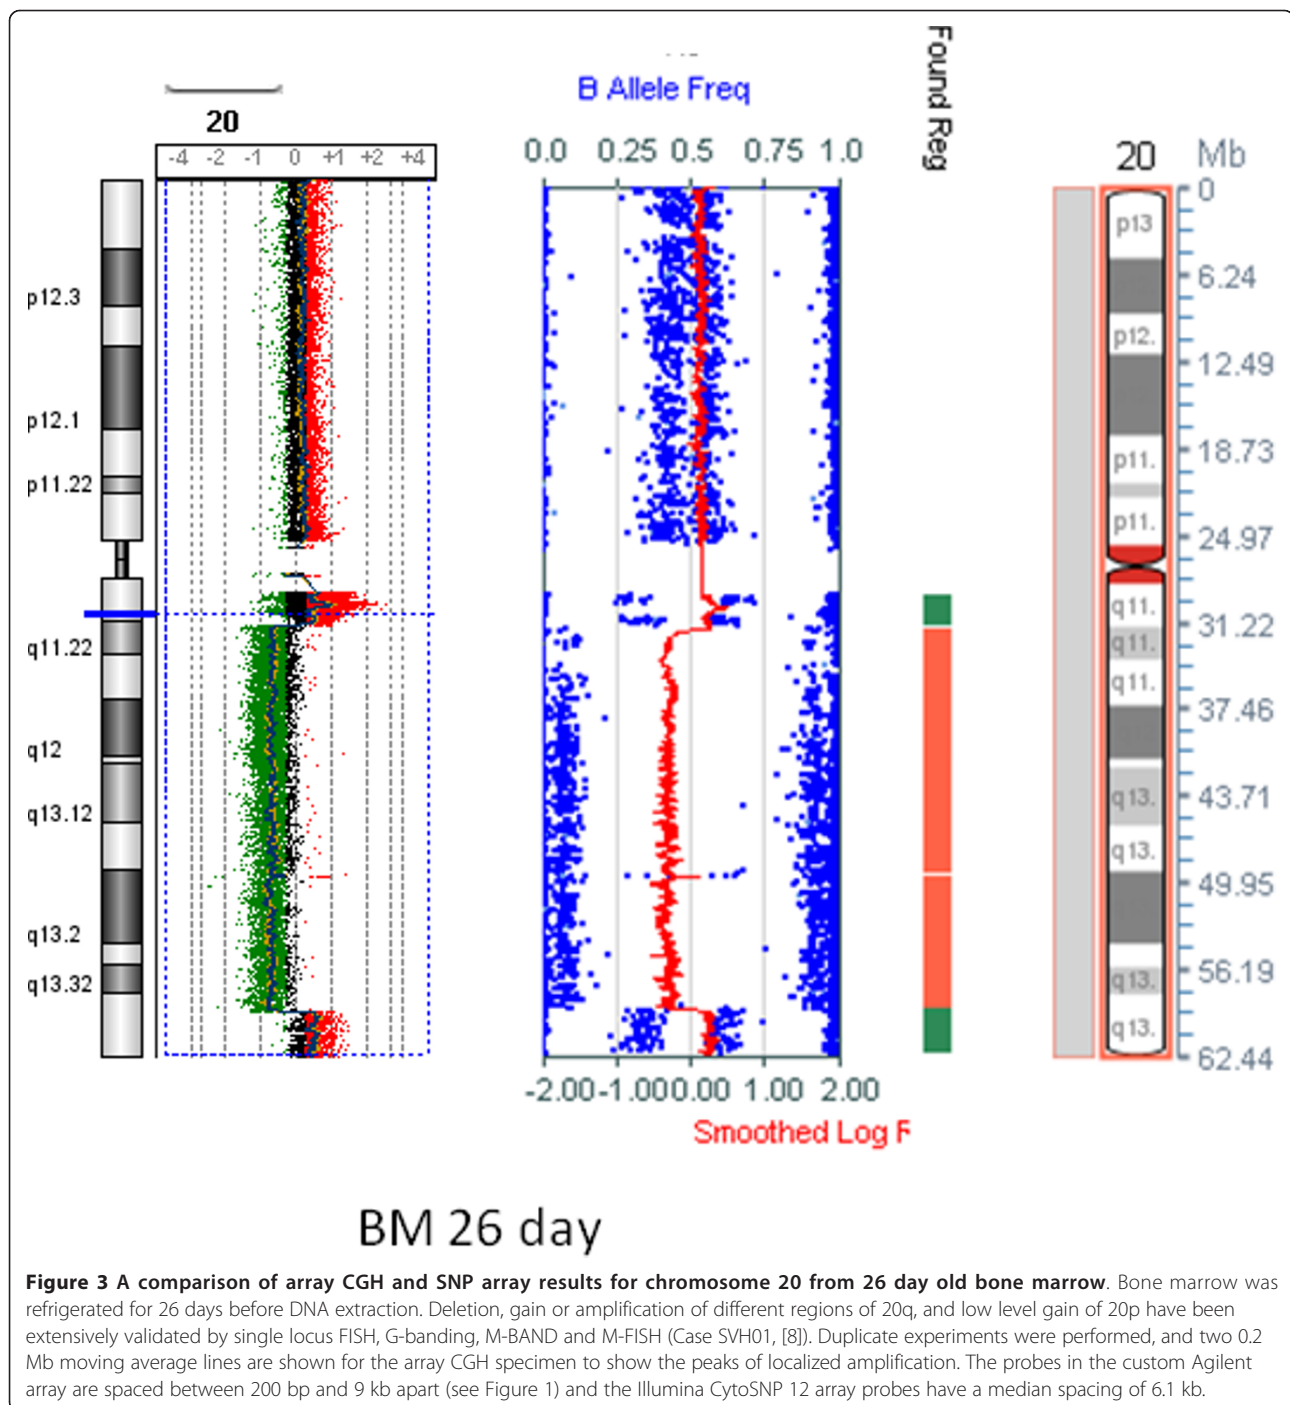 Found Reg
B Allele Freq
20
-4 -2 -1 0 +1 +2 +4
0.0 0.25 0.5 0.75 1.0
20 Mb
p12.3
p12.1
p11.22
q11.22
q12
q13.12
q13.2
q13.32
p13
p12.
p11.
p11.
q11.
q11.
q11.
q13.
q13.
q13.
q13.
0
6.24
12.49
18.73
24.97
31.22
37.46
43.71
49.95
56.19
62.44
-2.00 -1.00 0.00 1.00 2.00
Smoothed Log
BM 26 day
Figure 3 A comparison of array CGH and SNP array results for chromosome 20 from 26 day old bone marrow. Bone marrow was
refrigerated for 26 days before DNA extraction. Deletion, gain or amplification of different regions of 20q, and low level gain of 20p have been
extensively validated by single locus FISH, G-banding, M-BAND and M-FISH (Case SVH01, [8]). Duplicate experiments were performed, and two 0.2
Mb moving average lines are shown for the array CGH specimen to show the peaks of localized amplification. The probes in the custom Agilent
array are spaced between 200 bp and 9 kb apart (see Figure 1) and the Illumina CytoSNP 12 array probes have a median spacing of 6.1 kb.